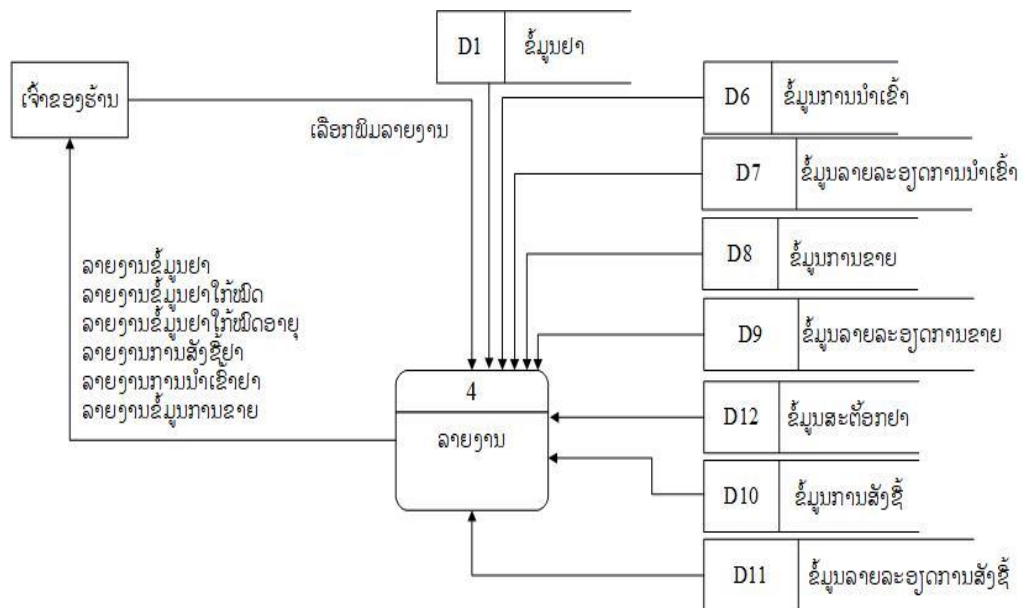 D1 ຂໍ້ມູນຢາ
ເຈົ້າຂອງຮ້ານ
D6 ຂໍ້ມູນການນຳເຂົ້າ
ເລືອກພິມລາຍງານ
D7 ຂໍ້ມູນລາຍລະອຽດການນຳເຂົ້າ
D8 ຂໍ້ມູນການຂາຍ
ລາຍງານຂໍ້ມູນຢາ
ລາຍງານຂໍ້ມູນຢາໃກ້ໝົດ
ລາຍງານຂໍ້ມູນຢາໃກ້ໝົດອາຍຸ
ລາຍງານການສັ່ງຊື້ຢາ
ລາຍງານການນຳເຂົ້າຢາ
ລາຍງານຂໍ້ມູນການຂາຍ
D9 ຂໍ້ມູນລາຍລະອຽດການຂາຍ
4
ລາຍງານ
D12 ຂໍ້ມູນສະຕ໊ອກຢາ
D10 ຂໍ້ມູນການສັ່ງຊື້
D11 ຂໍ້ມູນລາຍລະອຽດການສັ່ງຊື້